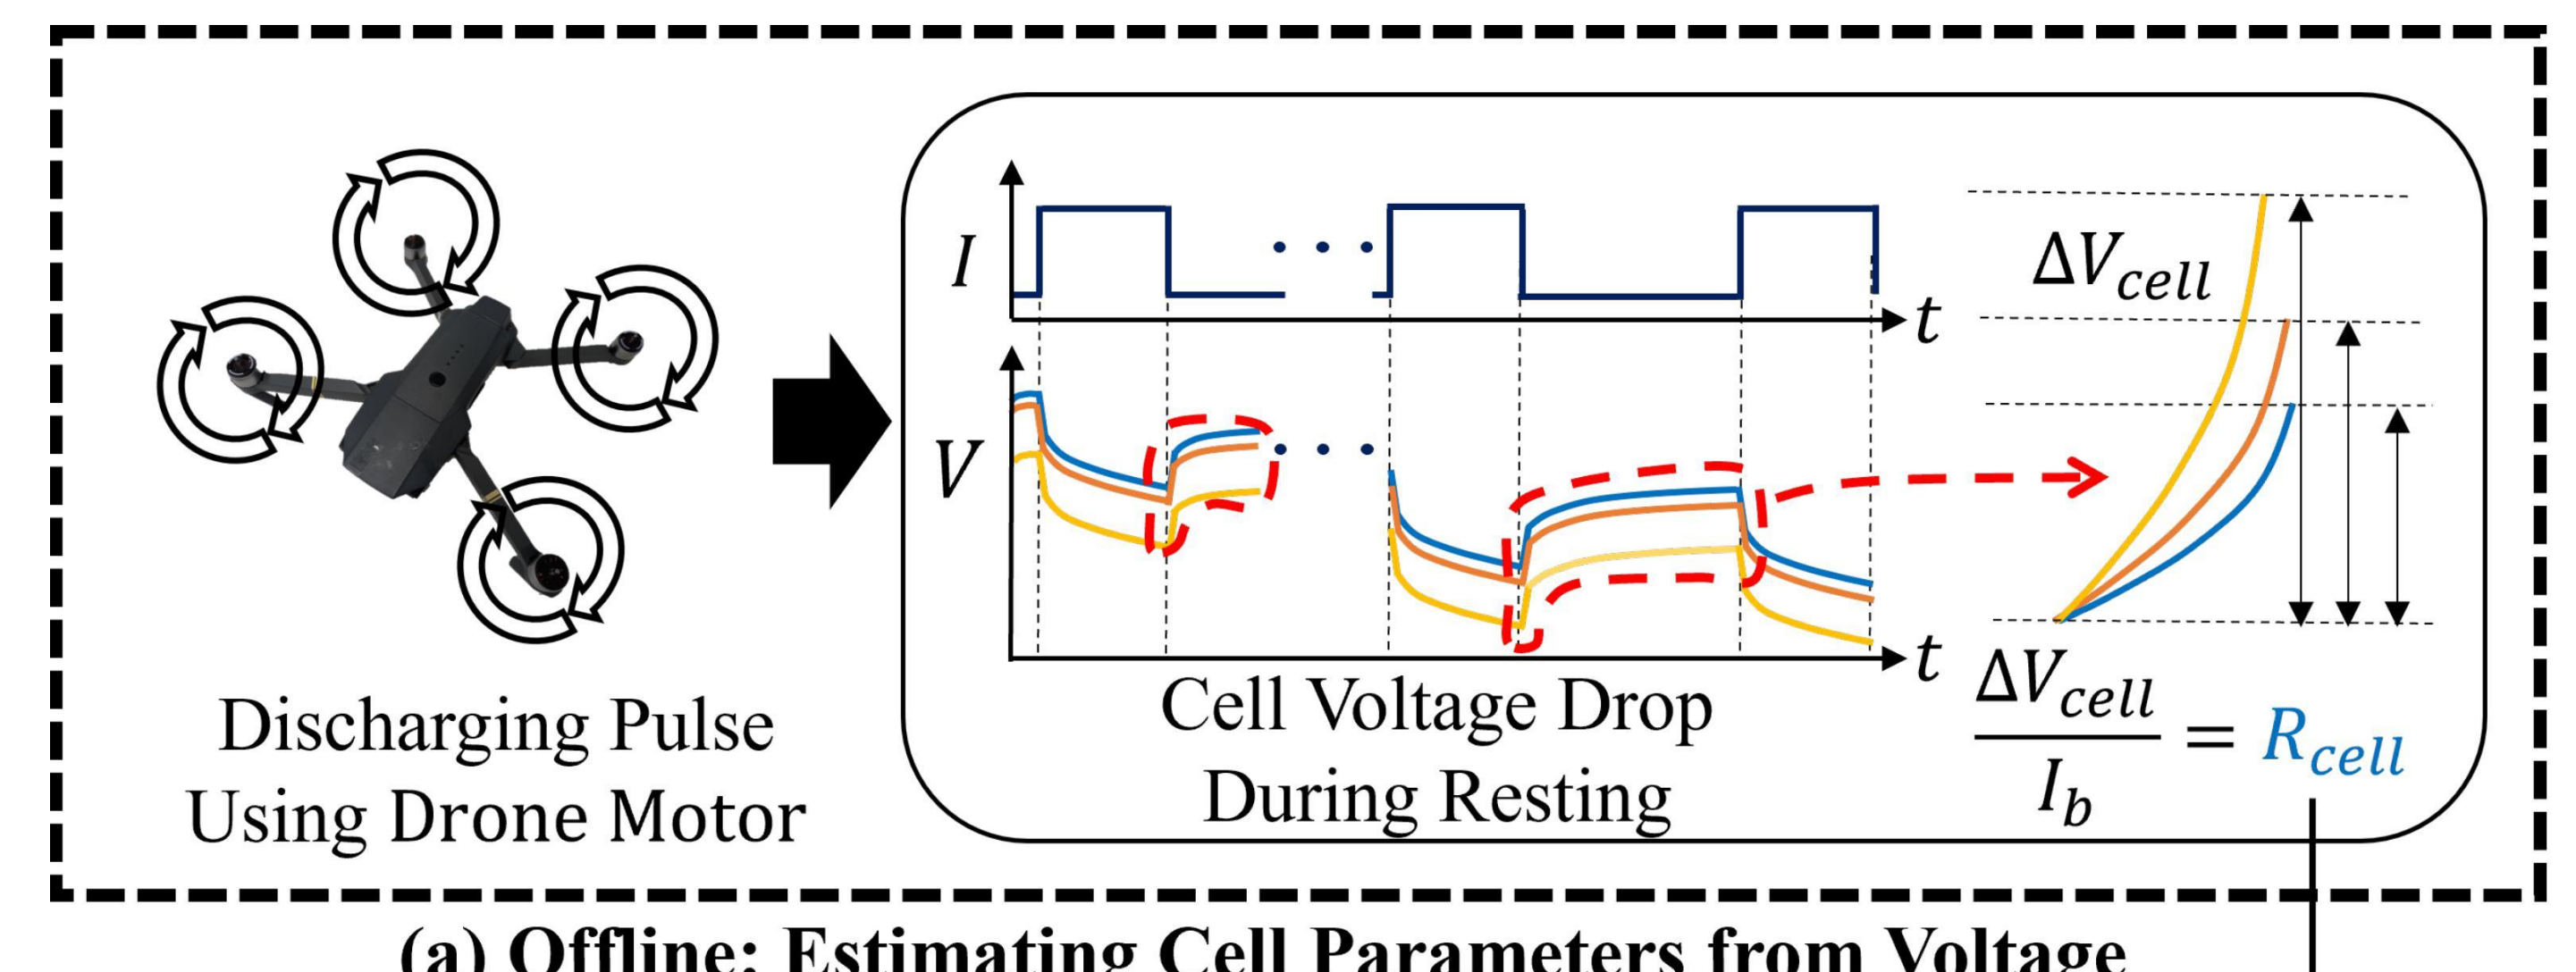 Discharging Pulse
Using Drone Motor
I
t
V
t
Cell Voltage Drop
During Resting
ΔV_cell
ΔV_cell / I_b = R_cell
(a) Offline: Estimating Cell Parameters from Voltage